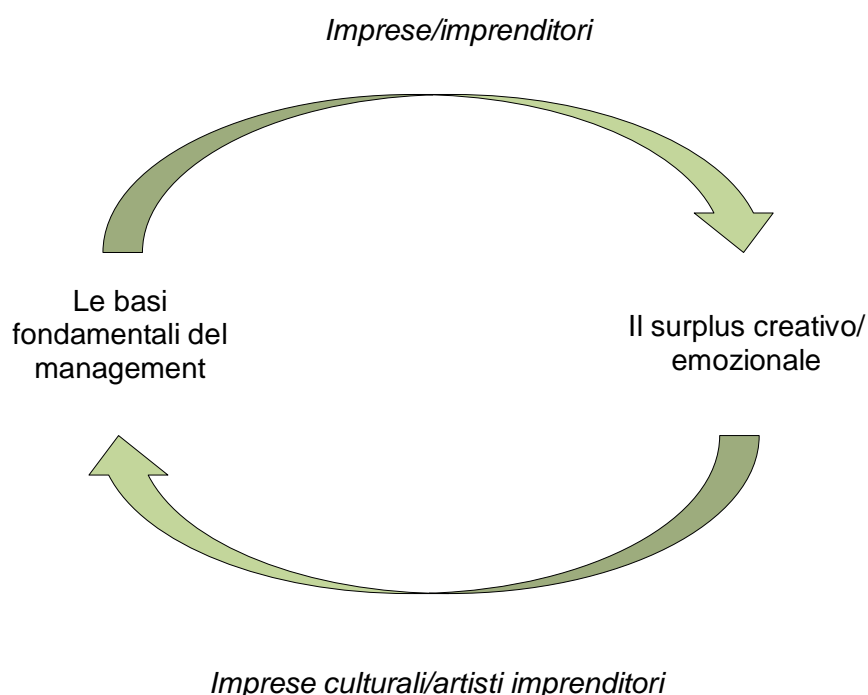 Imprese/imprenditori
Le basi
fondamentali del
management
Il surplus creativo/
emozionale
Imprese culturali/artisti imprenditori